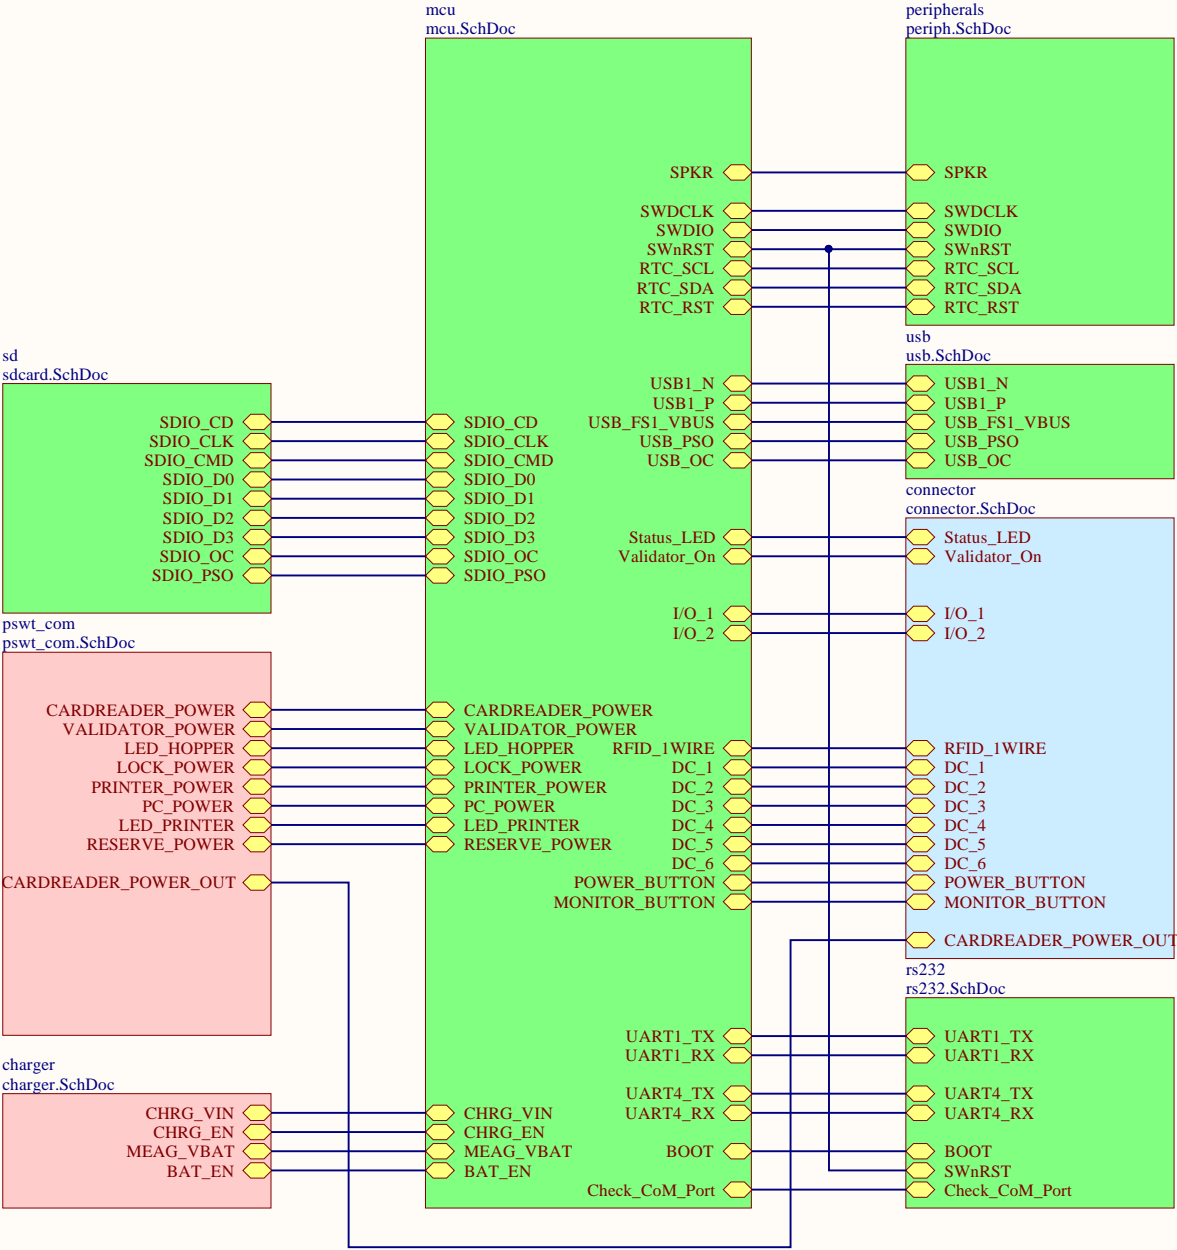 mcu
mcu.SchDoc
SPKR
SWDCLK
SWDIO
SWnRST
RTC_SCL
RTC_SDA
RTC_RST
USB1_N
USB1_P
USB_FS1_VBUS
USB_PSO
USB_OC
Status_LED
Validator_On
I/O_1
I/O_2
RFID_1WIRE
DC_1
DC_2
DC_3
DC_4
DC_5
DC_6
POWER_BUTTON
MONITOR_BUTTON
UART1_TX
UART1_RX
UART4_TX
UART4_RX
BOOT
Check_CoM_Port
SDIO_CD
SDIO_CLK
SDIO_CMD
SDIO_D0
SDIO_D1
SDIO_D2
SDIO_D3
SDIO_OC
SDIO_PSO
CARDREADER_POWER
VALIDATOR_POWER
LED_HOPPER
LOCK_POWER
PRINTER_POWER
PC_POWER
LED_PRINTER
RESERVE_POWER
CHRG_VIN
CHRG_EN
MEAG_VBAT
BAT_EN
peripherals
periph.SchDoc
SPKR
SWDCLK
SWDIO
SWnRST
RTC_SCL
RTC_SDA
RTC_RST
usb
usb.SchDoc
USB1_N
USB1_P
USB_FS1_VBUS
USB_PSO
USB_OC
connector
connector.SchDoc
Status_LED
Validator_On
I/O_1
I/O_2
RFID_1WIRE
DC_1
DC_2
DC_3
DC_4
DC_5
DC_6
POWER_BUTTON
MONITOR_BUTTON
CARDREADER_POWER_OUT
rs232
rs232.SchDoc
UART1_TX
UART1_RX
UART4_TX
UART4_RX
BOOT
SWnRST
Check_CoM_Port
sd
sdcard.SchDoc
SDIO_CD
SDIO_CLK
SDIO_CMD
SDIO_D0
SDIO_D1
SDIO_D2
SDIO_D3
SDIO_OC
SDIO_PSO
pswt_com
pswt_com.SchDoc
CARDREADER_POWER
VALIDATOR_POWER
LED_HOPPER
LOCK_POWER
PRINTER_POWER
PC_POWER
LED_PRINTER
RESERVE_POWER
CARDREADER_POWER_OUT
charger
charger.SchDoc
CHRG_VIN
CHRG_EN
MEAG_VBAT
BAT_EN